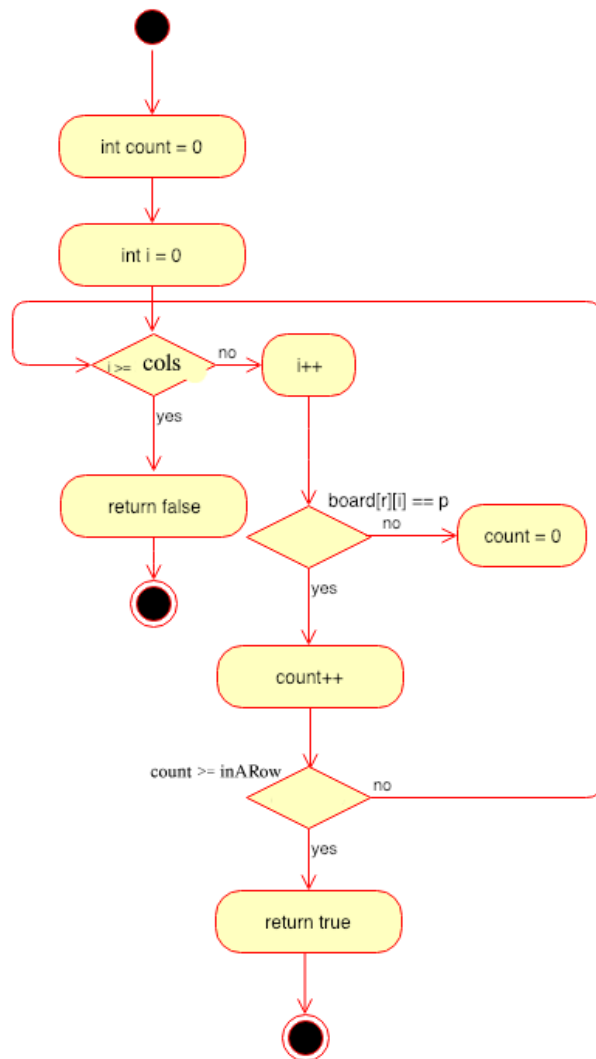 int count = 0
int i = 0
i >= cols
no
i++
yes
return false
board[r][i] == p
no
count = 0
yes
count++
count >= inARow
no
yes
return true